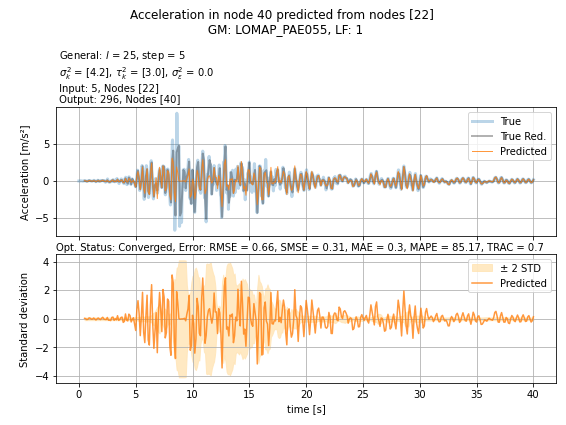 Acceleration in node 40 predicted from nodes [22]
GM: LOMAP_PAE055, LF: 1
General: l = 25, step = 5
σ²ₖ = [4.2], τ²ₖ = [3.0], σ²ε = 0.0
Input: 5, Nodes [22]
Output: 296, Nodes [40]
True
True Red.
Predicted
Acceleration [m/s²]
5
0
−5
Opt. Status: Converged, Error: RMSE = 0.66, SMSE = 0.31, MAE = 0.3, MAPE = 85.17, TRAC = 0.7
± 2 STD
Predicted
Standard deviation
4
2
0
−2
−4
0 5 10 15 20 25 30 35 40
time [s]